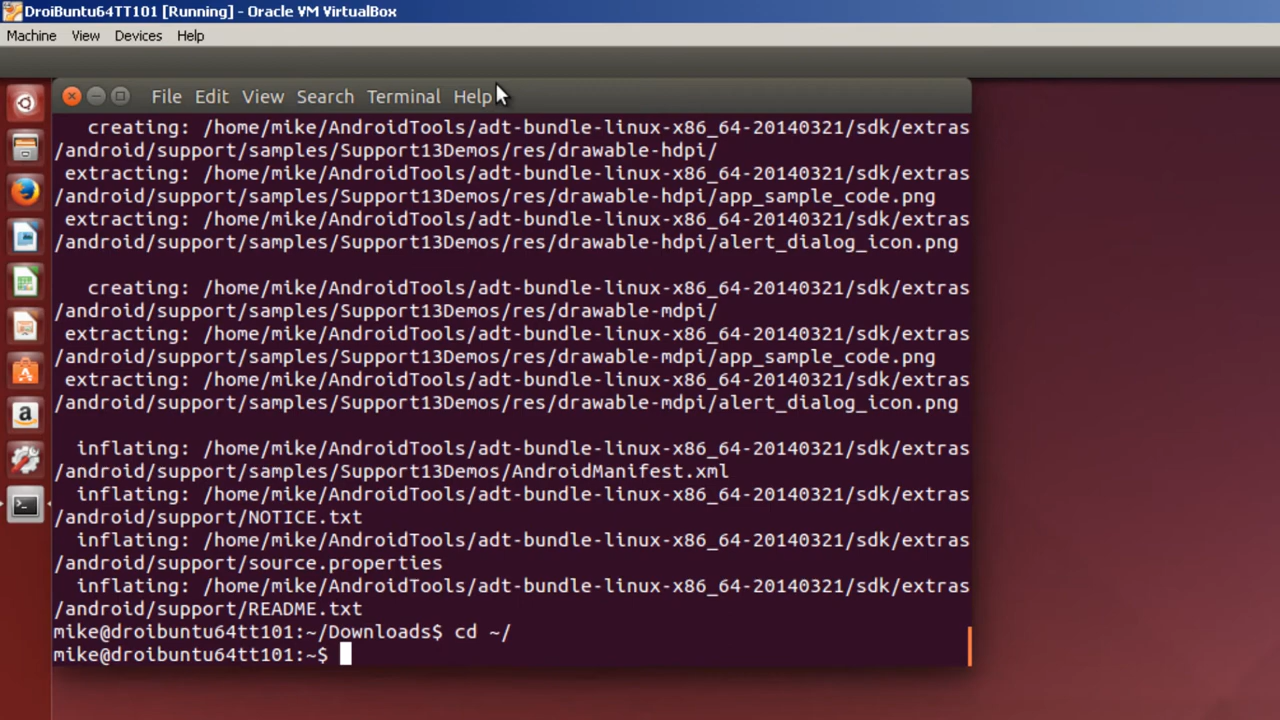 DroiBuntu64TT101 [Running] - Oracle VM VirtualBox
Machine View Devices Help
File Edit View Search Terminal Help
creating: /home/mike/AndroidTools/adt-bundle-linux-x86_64-20140321/sdk/extras
/android/support/samples/Support13Demos/res/drawable-hdpi/
extracting: /home/mike/AndroidTools/adt-bundle-linux-x86_64-20140321/sdk/extras
/android/support/samples/Support13Demos/res/drawable-hdpi/app_sample_code.png
extracting: /home/mike/AndroidTools/adt-bundle-linux-x86_64-20140321/sdk/extras
/android/support/samples/Support13Demos/res/drawable-hdpi/alert_dialog_icon.png
creating: /home/mike/AndroidTools/adt-bundle-linux-x86_64-20140321/sdk/extras
/android/support/samples/Support13Demos/res/drawable-mdpi/
extracting: /home/mike/AndroidTools/adt-bundle-linux-x86_64-20140321/sdk/extras
/android/support/samples/Support13Demos/res/drawable-mdpi/app_sample_code.png
extracting: /home/mike/AndroidTools/adt-bundle-linux-x86_64-20140321/sdk/extras
/android/support/samples/Support13Demos/res/drawable-mdpi/alert_dialog_icon.png
inflating: /home/mike/AndroidTools/adt-bundle-linux-x86_64-20140321/sdk/extras
/android/support/samples/Support13Demos/AndroidManifest.xml
inflating: /home/mike/AndroidTools/adt-bundle-linux-x86_64-20140321/sdk/extras
/android/support/NOTICE.txt
inflating: /home/mike/AndroidTools/adt-bundle-linux-x86_64-20140321/sdk/extras
/android/support/source.properties
inflating: /home/mike/AndroidTools/adt-bundle-linux-x86_64-20140321/sdk/extras
/android/support/README.txt
mike@droibuntu64tt101:~/Downloads$ cd ~/
mike@droibuntu64tt101:~$